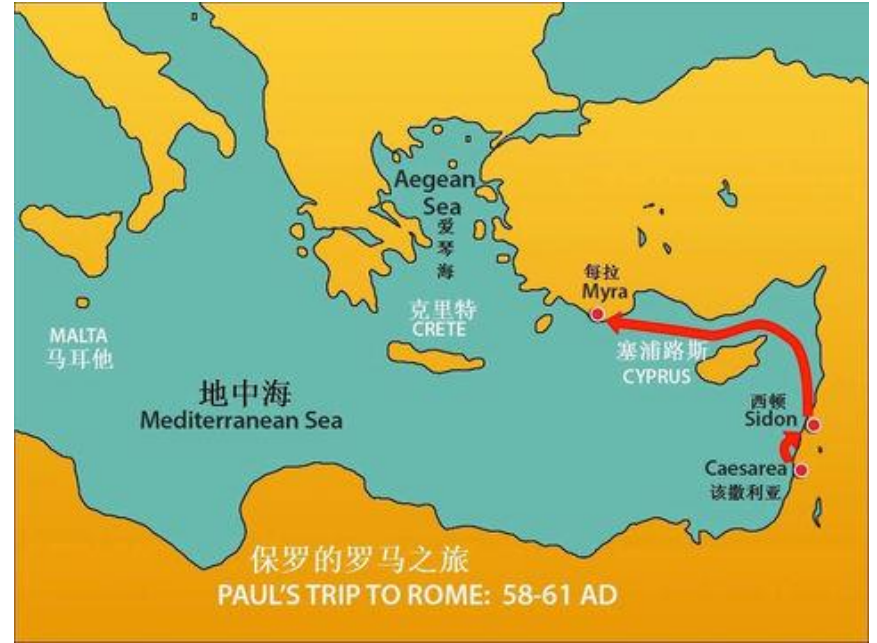 Aegean
Sea
爱
琴
海
每拉
Myra
克里特
CRETE
MALTA
马耳他
塞浦路斯
CYPRUS
地中海
Mediterranean Sea
西顿
Sidon
Caesarea
该撒利亚
保罗的罗马之旅
PAUL'S TRIP TO ROME: 58-61 AD